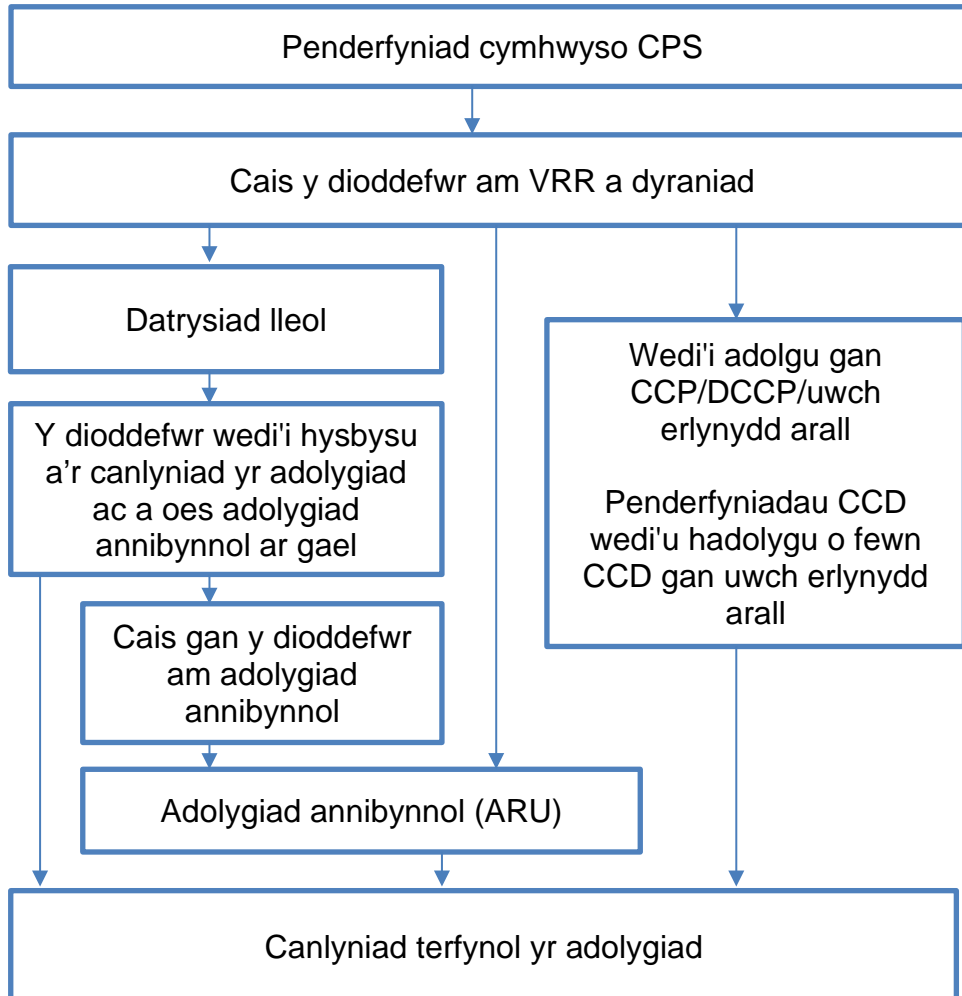 Penderfyniad cymhwyso CPS
Cais y dioddefwr am VRR a dyraniad
Datrysiad lleol
Y dioddefwr wedi'i hysbysu
a’r canlyniad yr adolygiad
ac a oes adolygiad
annibynnol ar gael
Cais gan y dioddefwr
am adolygiad
annibynnol
Adolygiad annibynnol (ARU)
Wedi'i adolgu gan
CCP/DCCP/uwch
erlynydd arall
Penderfyniadau CCD
wedi'u hadolygu o fewn
CCD gan uwch erlynydd
arall
Canlyniad terfynol yr adolygiad